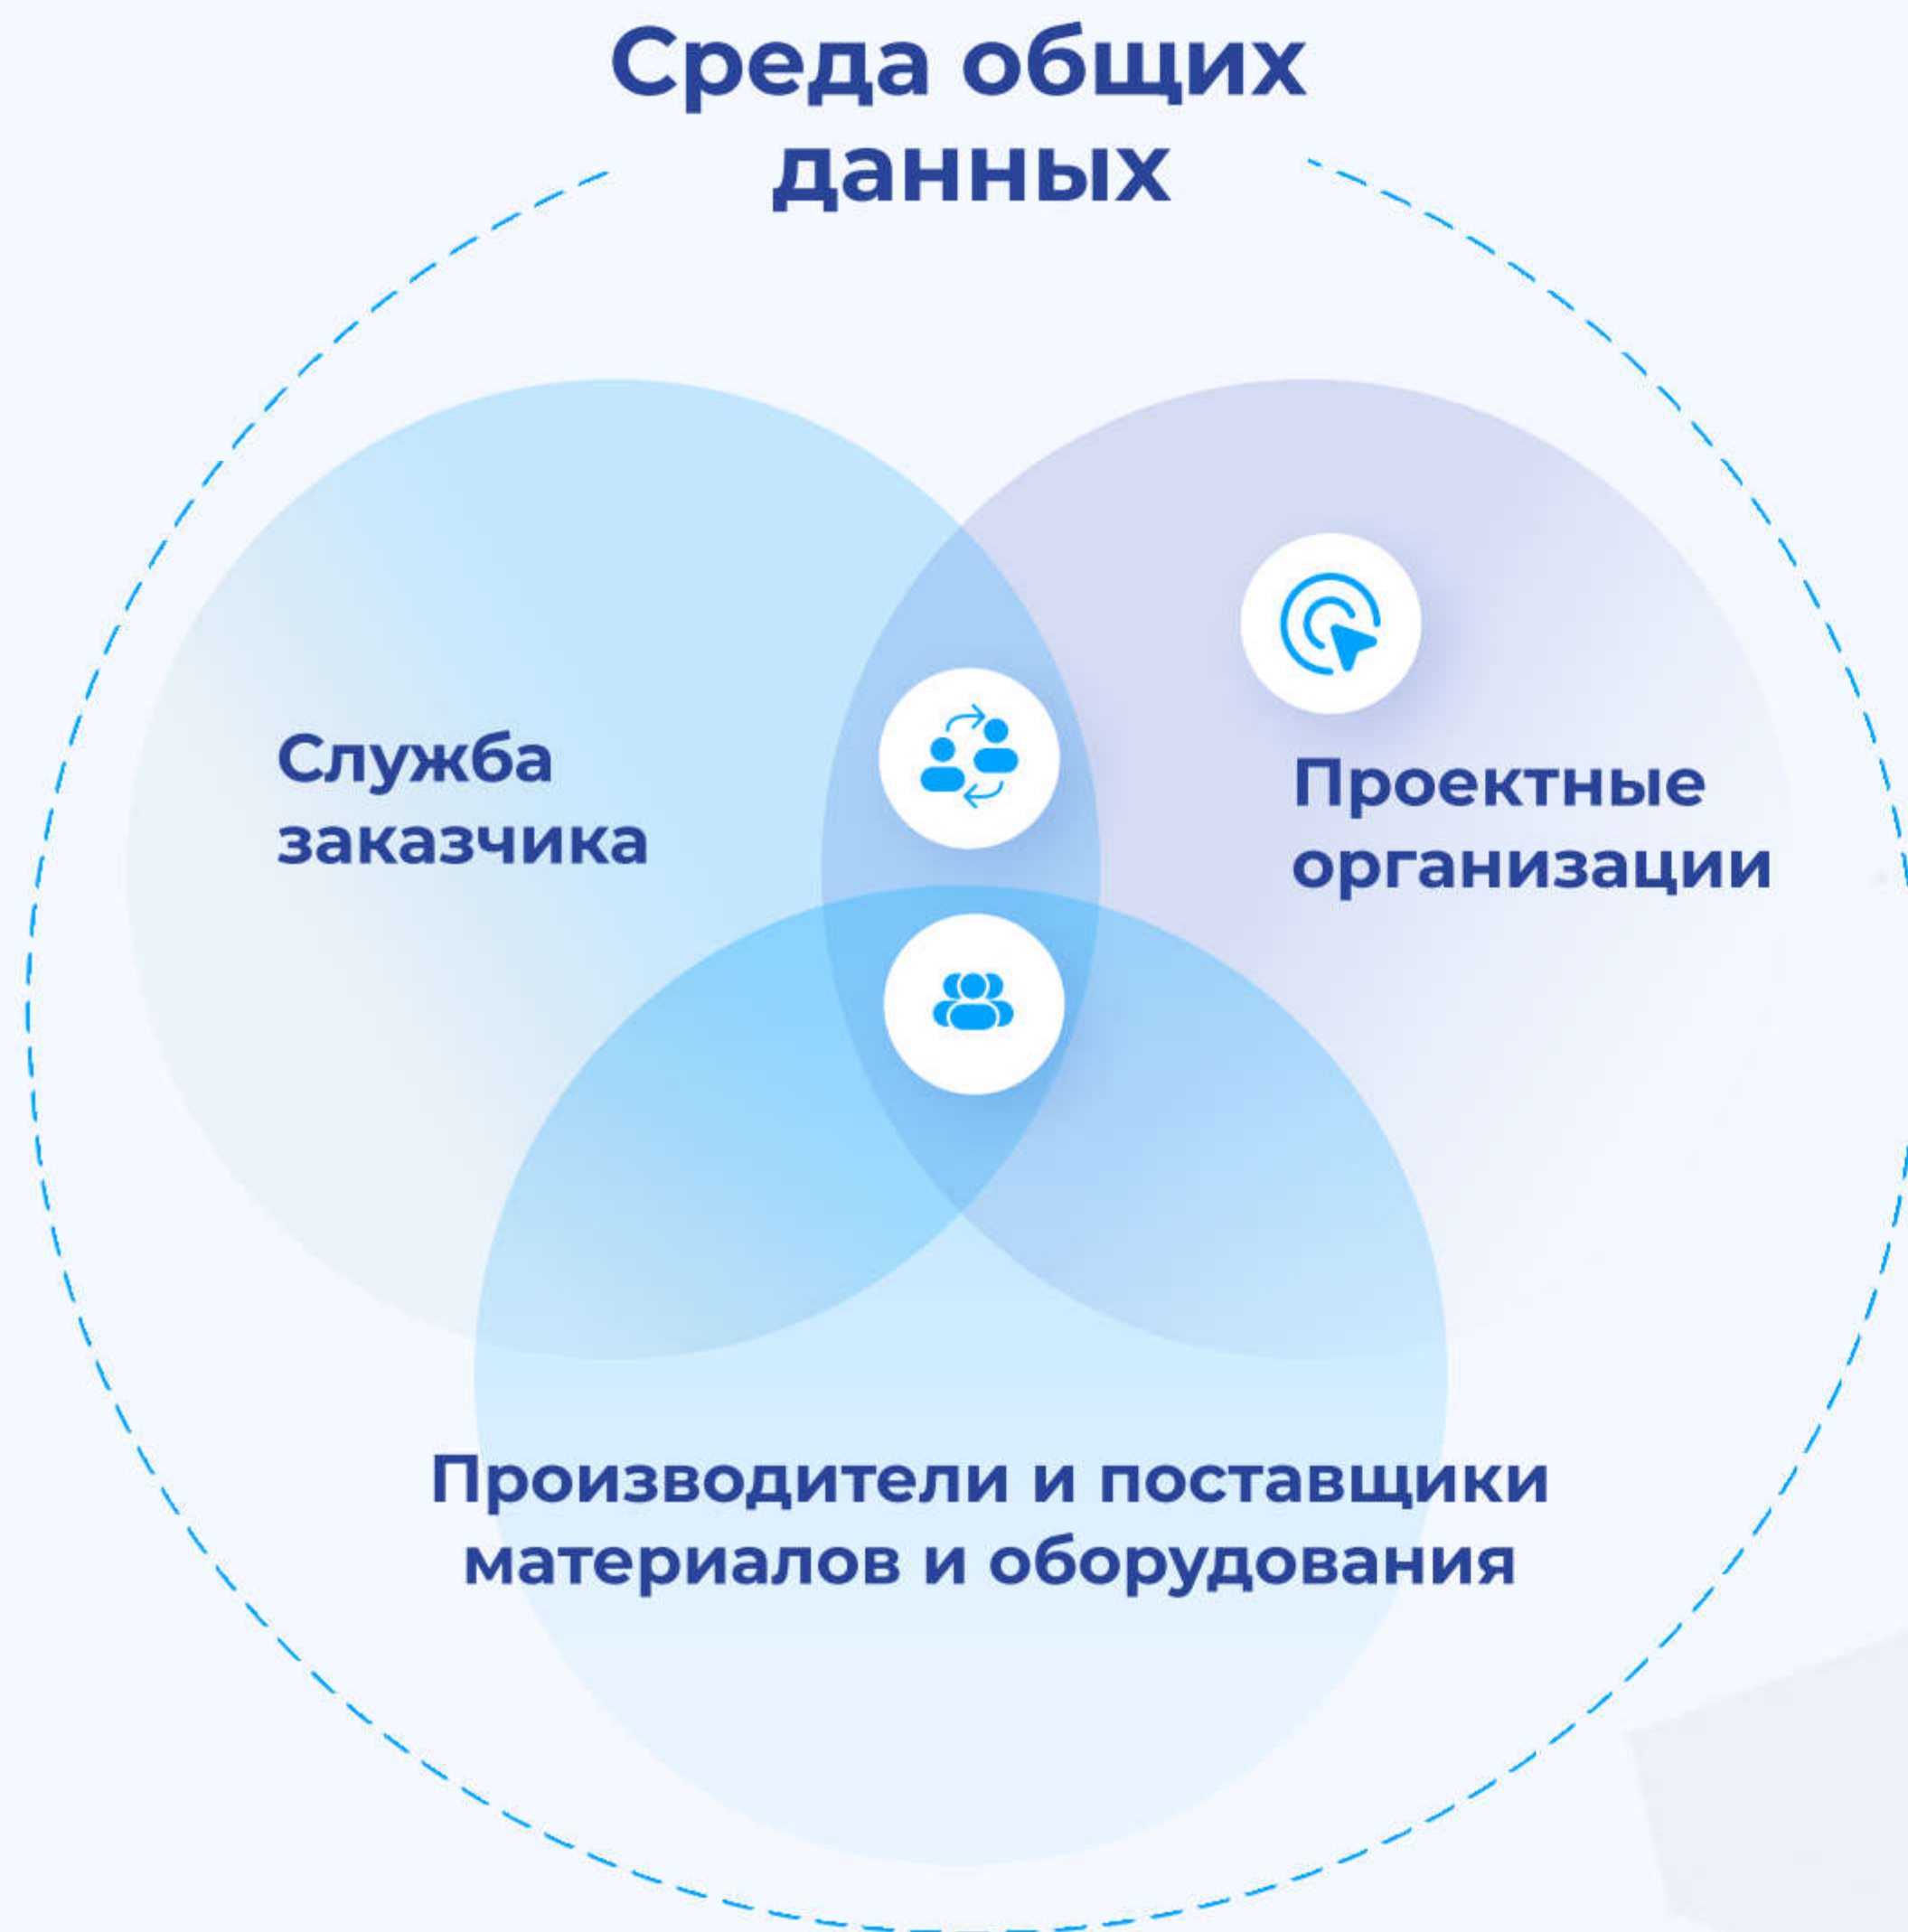 Среда общих
данных
Служба
заказчика
Проектные
организации
Производители и поставщики
материалов и оборудования